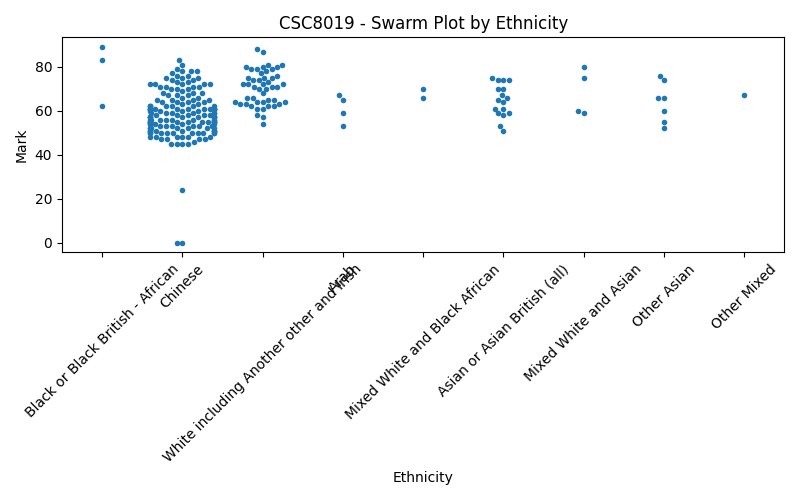 CSC8019 - Swarm Plot by Ethnicity
Mark
80
60
40
20
0
Black or Black British - African
Chinese
White including Another other and Irish
Arab
Mixed White and Black African
Asian or Asian British (all)
Mixed White and Asian
Other Asian
Other Mixed
Ethnicity